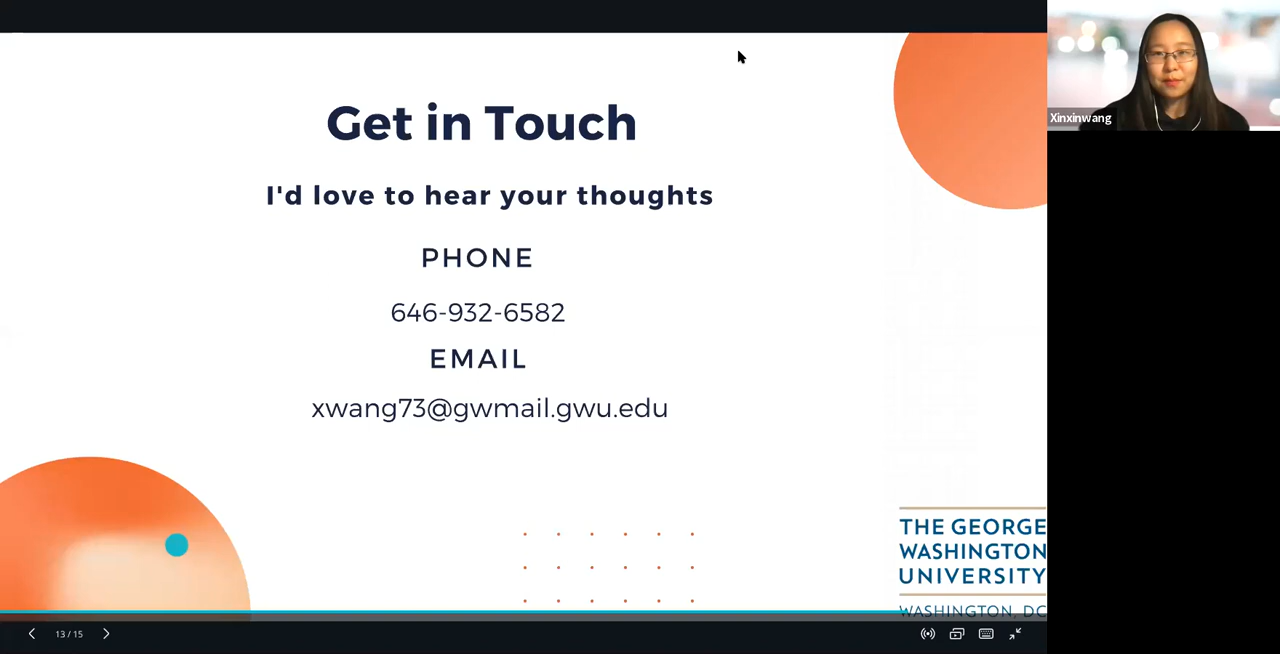 Get in Touch
I'd love to hear your thoughts
PHONE
646-932-6582
EMAIL
xwang73@gwmail.gwu.edu
THE GEORGE
WASHINGTON
UNIVERSITY
WASHINGTON, DC
13 / 15
Xinxinwang